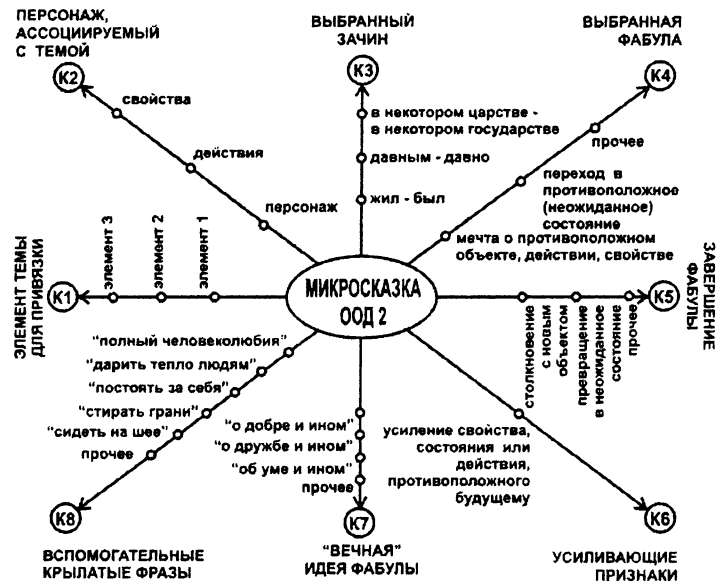 ПЕРСОНАЖ,
АССОЦИИРУЕМЫЙ
С ТЕМОЙ
К2
свойства
действия
персонаж
ВЫБРАННЫЙ
ЗАЧИН
К3
в некотором царстве -
в некотором государстве
давным - давно
жил - был
ВЫБРАННАЯ
ФАБУЛА
К4
прочее
переход в
противоположное
(неожиданное)
состояние
мечта о противоположном
объекте, действии, свойстве
ЭЛЕМЕНТ ТЕМЫ
ДЛЯ ПРИВЯЗКИ
К1
элемент 3
элемент 2
элемент 1
МИКРОСКАЗКА
ООД 2
столкновение
с новым
объектом
превращение
в неожиданное
состояние
прочее
К5
ЗАВЕРШЕНИЕ
ФАБУЛЫ
"полный человеколюбия"
"дарить тепло людям"
"постоять за себя"
"стирать грани"
"сидеть на шее"
прочее
К8
ВСПОМОГАТЕЛЬНЫЕ
КРЫЛАТЫЕ ФРАЗЫ
"о добре и ином"
"о дружбе и ином"
"об уме и ином"
прочее
К7
"ВЕЧНАЯ"
ИДЕЯ ФАБУЛЫ
усиление свойства,
состояния или
действия,
противоположного
будущему
К6
УСИЛИВАЮЩИЕ
ПРИЗНАКИ